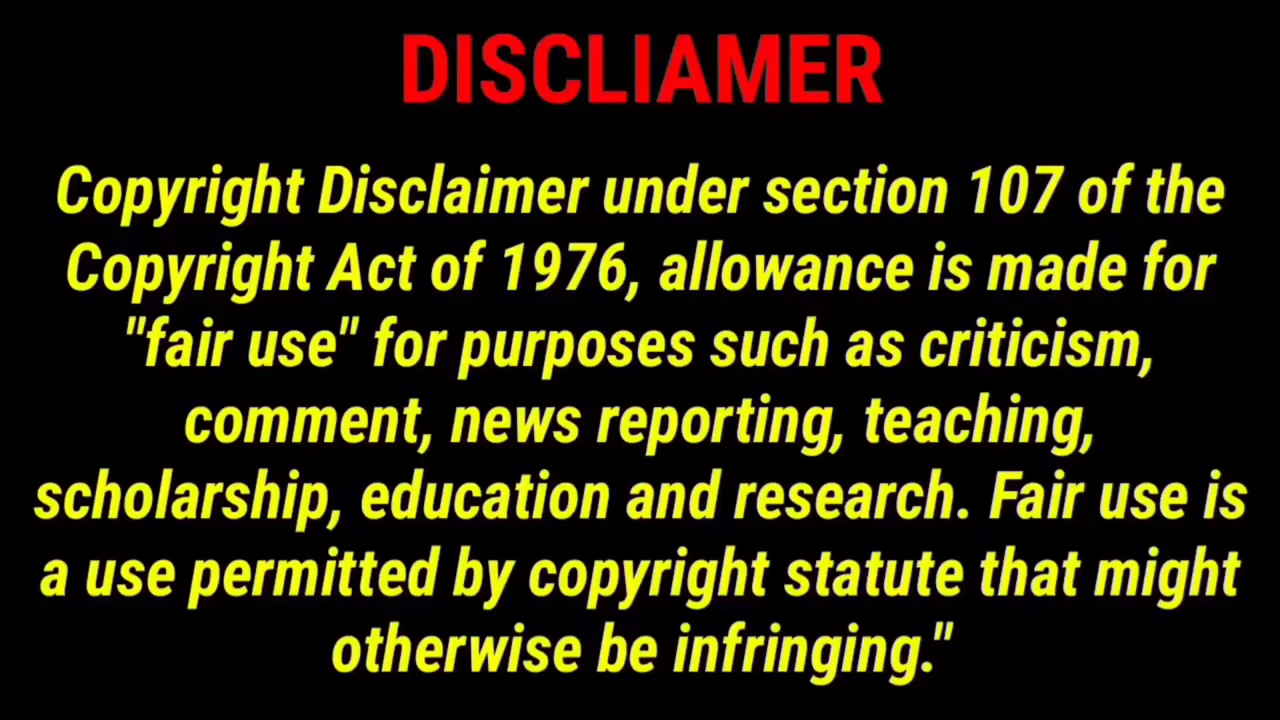 DISCLIAMER
Copyright Disclaimer under section 107 of the
Copyright Act of 1976, allowance is made for
"fair use" for purposes such as criticism,
comment, news reporting, teaching,
scholarship, education and research. Fair use is
a use permitted by copyright statute that might
otherwise be infringing."